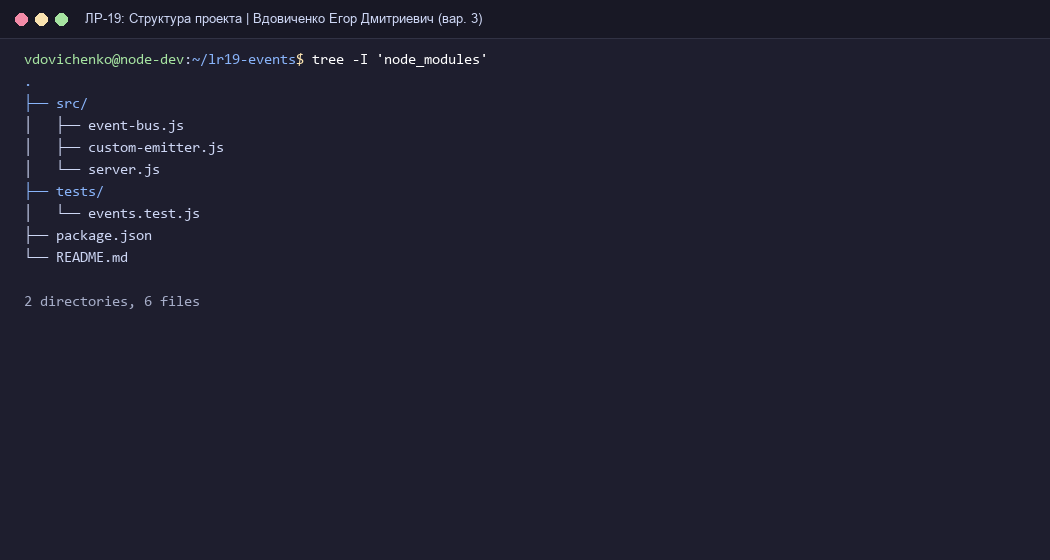 ЛР-19: Структура проекта | Вдовиченко Егор Дмитриевич (вар. 3)
vdovichenko@node-dev:~/lr19-events$ tree -I 'node_modules'
.
├── src/
│   ├── event-bus.js
│   ├── custom-emitter.js
│   └── server.js
├── tests/
│   └── events.test.js
├── package.json
└── README.md
2 directories, 6 files